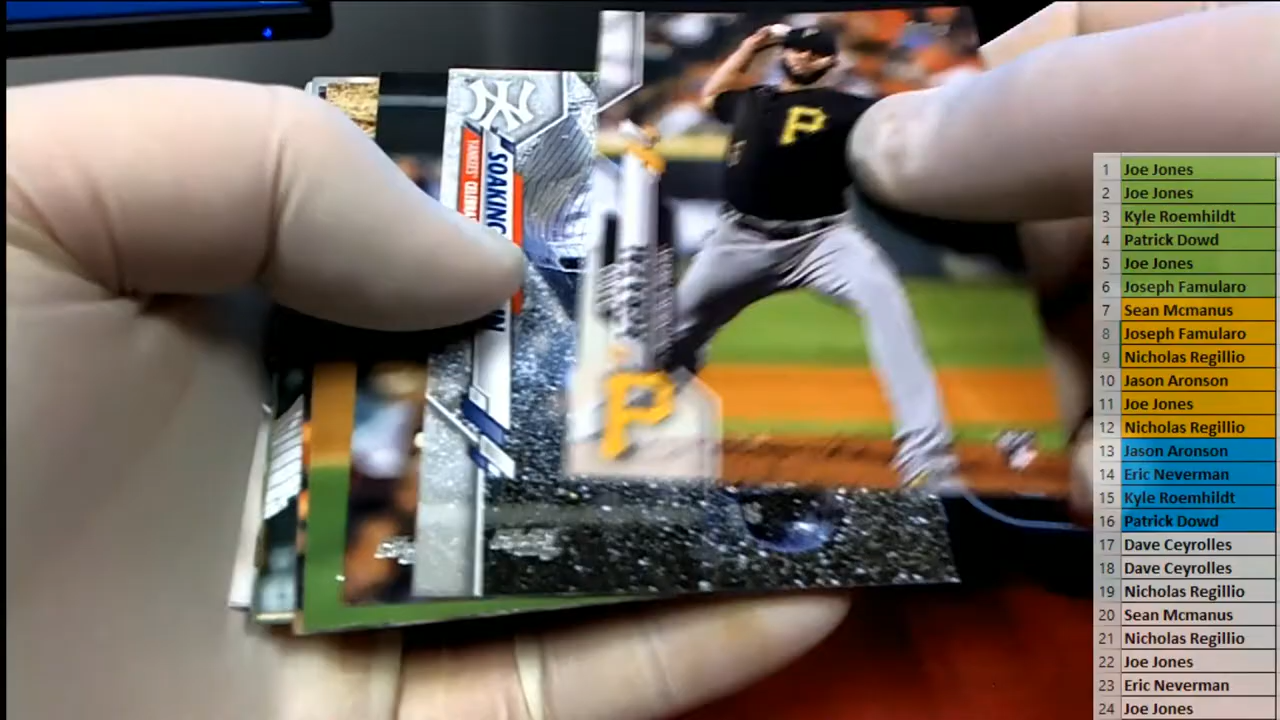 P
P
YANKEES
SOAKING
1 Joe Jones
2 Joe Jones
3 Kyle Roemhildt
4 Patrick Dowd
5 Joe Jones
6 Joseph Famularo
7 Sean Mcmanus
8 Joseph Famularo
9 Nicholas Regillio
10 Jason Aronson
11 Joe Jones
12 Nicholas Regillio
13 Jason Aronson
14 Eric Neverman
15 Kyle Roemhildt
16 Patrick Dowd
17 Dave Ceyrolles
18 Dave Ceyrolles
19 Nicholas Regillio
20 Sean Mcmanus
21 Nicholas Regillio
22 Joe Jones
23 Eric Neverman
24 Joe Jones